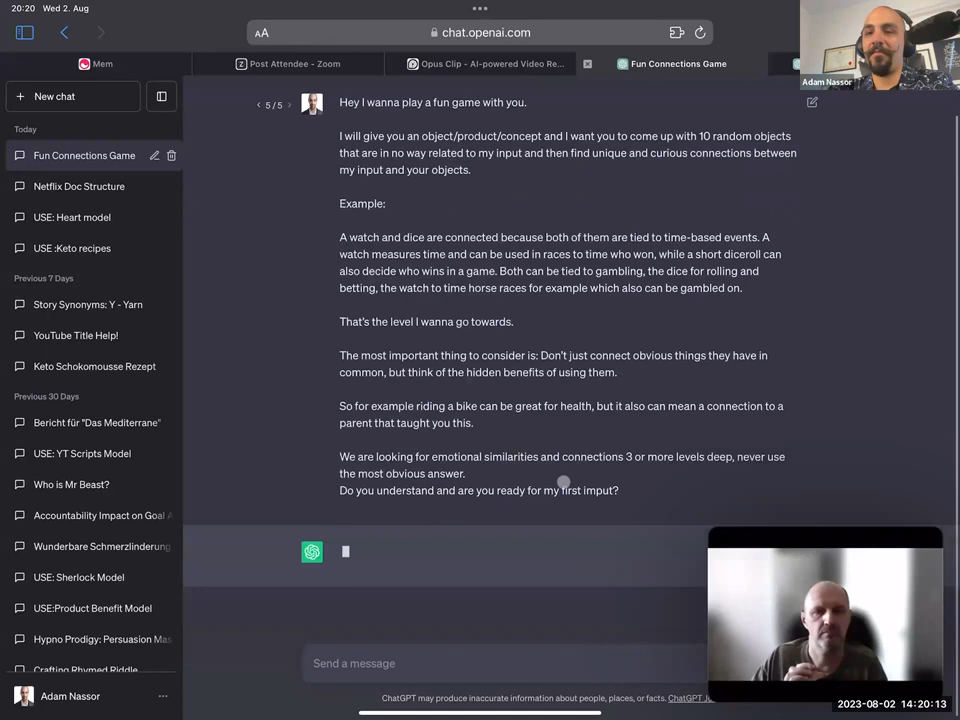 20:20 Wed 2. Aug
AA
chat.openai.com
Mem
Post Attendee - Zoom
Opus Clip - AI-powered Video Re...
Fun Connections Game
Adam Nassor
New chat
Today
Fun Connections Game
Netflix Doc Structure
USE: Heart model
USE :Keto recipes
Previous 7 Days
Story Synonyms: Y - Yarn
YouTube Title Help!
Keto Schokomousse Rezept
Previous 30 Days
Bericht für "Das Mediterrane"
USE: YT Scripts Model
Who is Mr Beast?
Accountability Impact on Goal A
Wunderbare Schmerzlinderung
USE: Sherlock Model
USE:Product Benefit Model
Hypno Prodigy: Persuasion Mas
Crafting Rhymed Riddle
Adam Nassor
5/5
Hey I wanna play a fun game with you.
I will give you an object/product/concept and I want you to come up with 10 random objects
that are in no way related to my input and then find unique and curious connections between
my input and your objects.
Example:
A watch and dice are connected because both of them are tied to time-based events. A
watch measures time and can be used in races to time who won, while a short diceroll can
also decide who wins in a game. Both can be tied to gambling, the dice for rolling and
betting, the watch to time horse races for example which also can be gambled on.
That's the level I wanna go towards.
The most important thing to consider is: Don't just connect obvious things they have in
common, but think of the hidden benefits of using them.
So for example riding a bike can be great for health, but it also can mean a connection to a
parent that taught you this.
We are looking for emotional similarities and connections 3 or more levels deep, never use
the most obvious answer.
Do you understand and are you ready for my first imput?
Send a message
ChatGPT may produce inaccurate information about people, places, or facts. ChatGPT Ju
2023-08-02 14:20:13